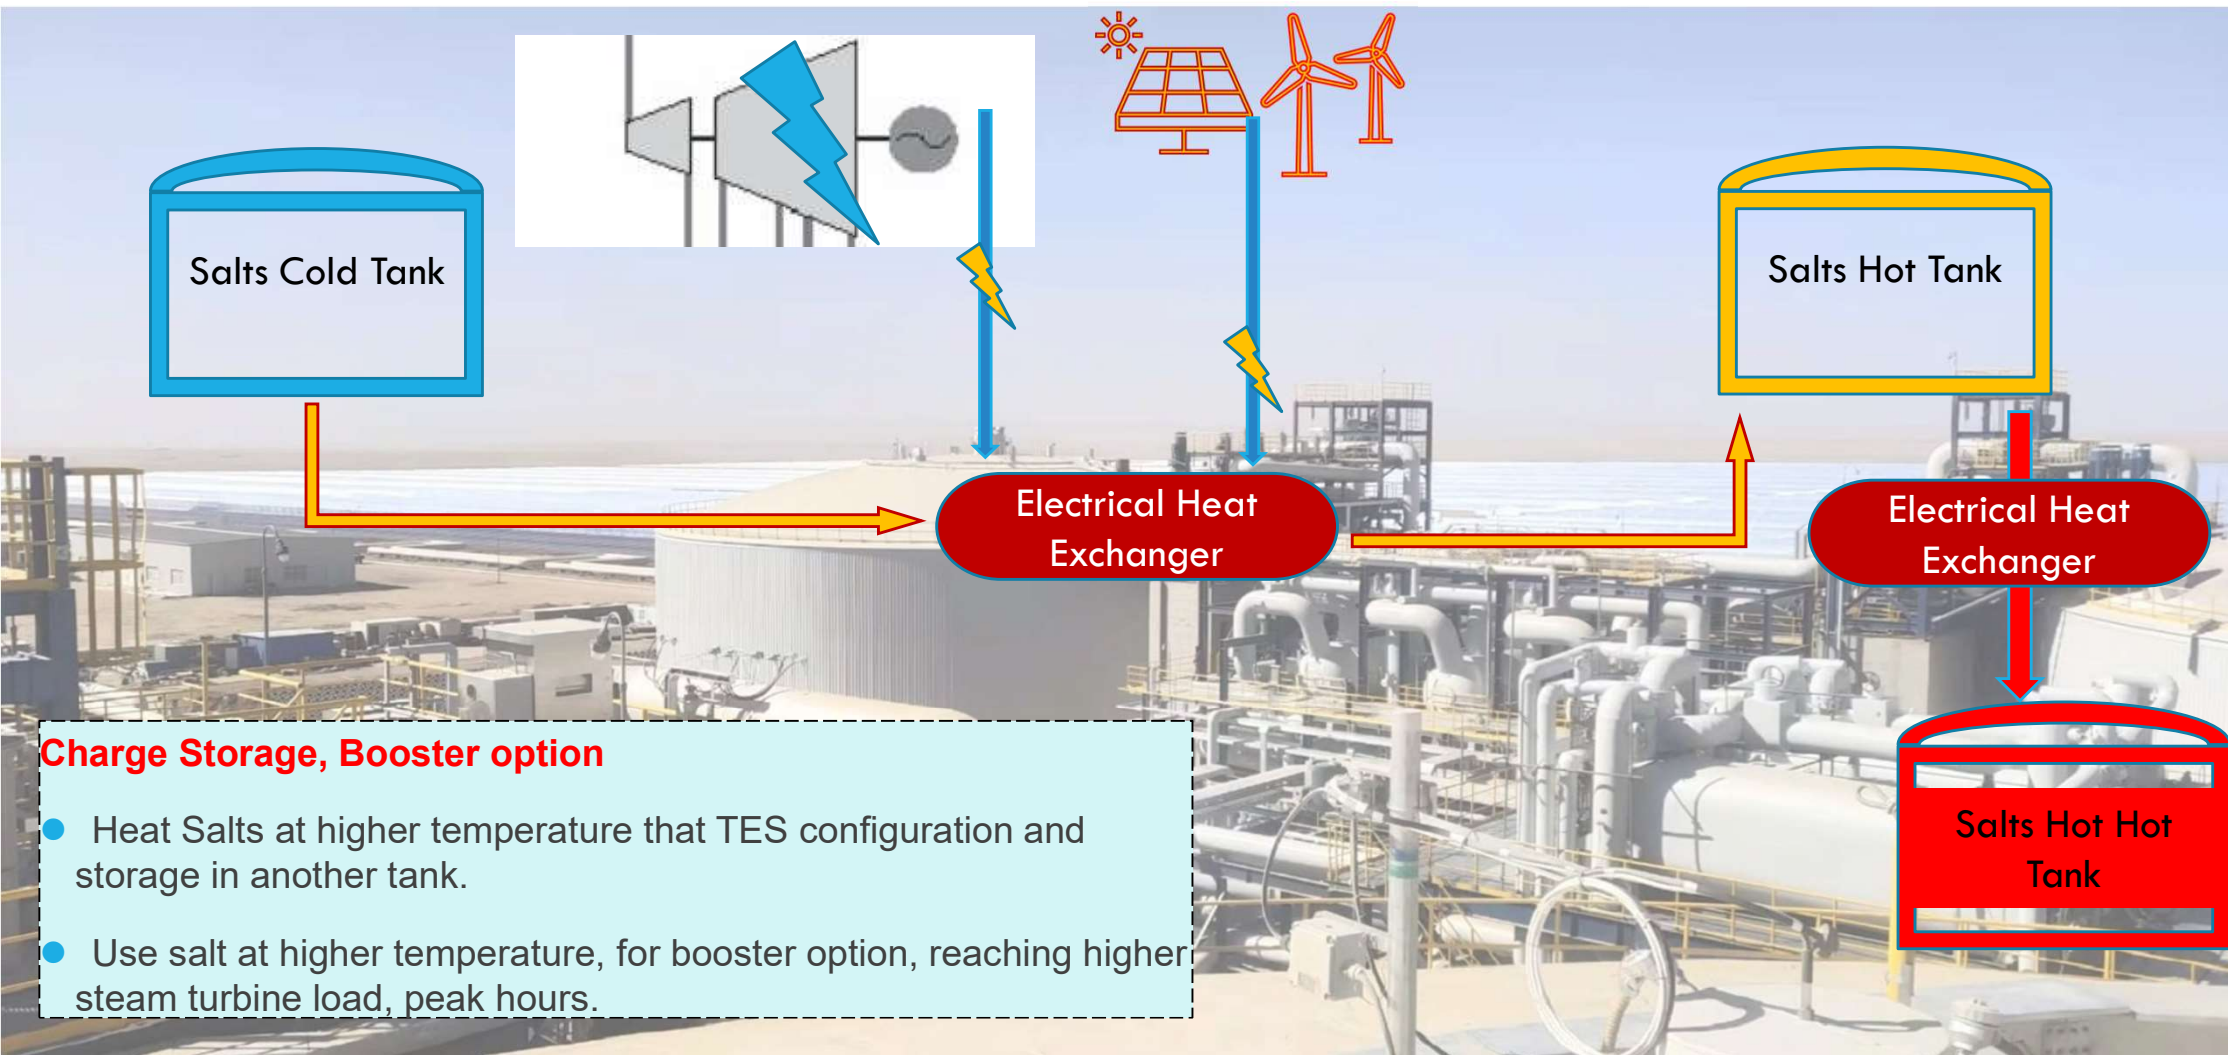 Salts Cold Tank
Salts Hot Tank
Electrical Heat
Exchanger
Electrical Heat
Exchanger
Salts Hot Hot
Tank
Charge Storage, Booster option
Heat Salts at higher temperature that TES configuration and
storage in another tank.
Use salt at higher temperature, for booster option, reaching higher
steam turbine load, peak hours.